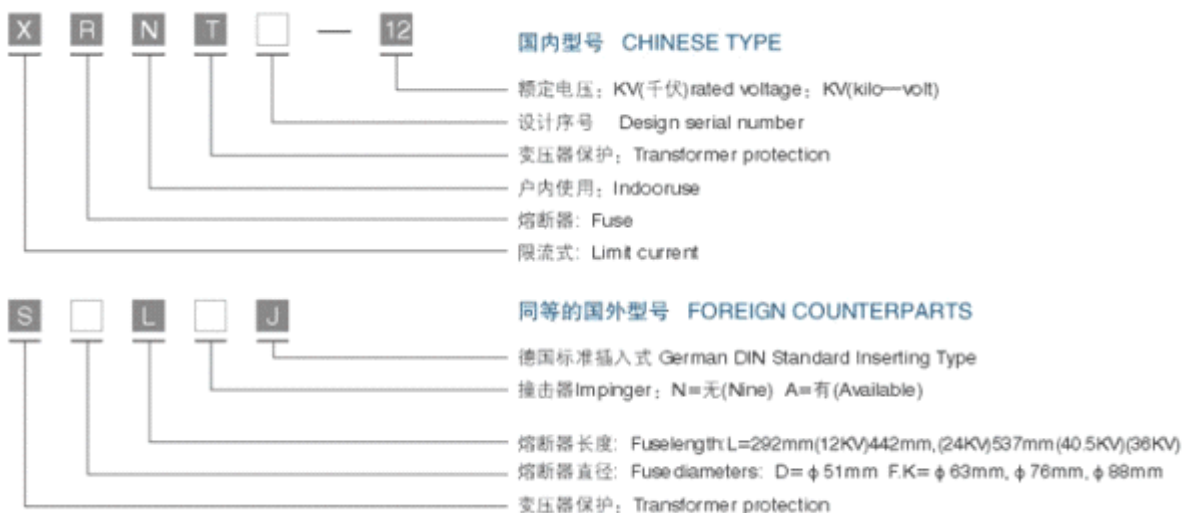 X R N T □ — 12
国内型号 CHINESE TYPE
额定电压：KV(千伏)rated voltage；KV(kilo—volt)
设计序号 Design serial number
变压器保护；Transformer protection
户内使用；Indooruse
熔断器: Fuse
限流式: Limit current
S □ L □ J
同等的国外型号 FOREIGN COUNTERPARTS
德国标准插入式 German DIN Standard Inserting Type
撞击器Impinger；N=无(Nine) A=有(Available)
熔断器长度: Fuselength:L=292mm(12KV)442mm,(24KV)537mm(40.5KV)(36KV)
熔断器直径: Fusediameters: D=ϕ51mm F.K=ϕ63mm,ϕ76mm,ϕ88mm
变压器保护；Transformer protection